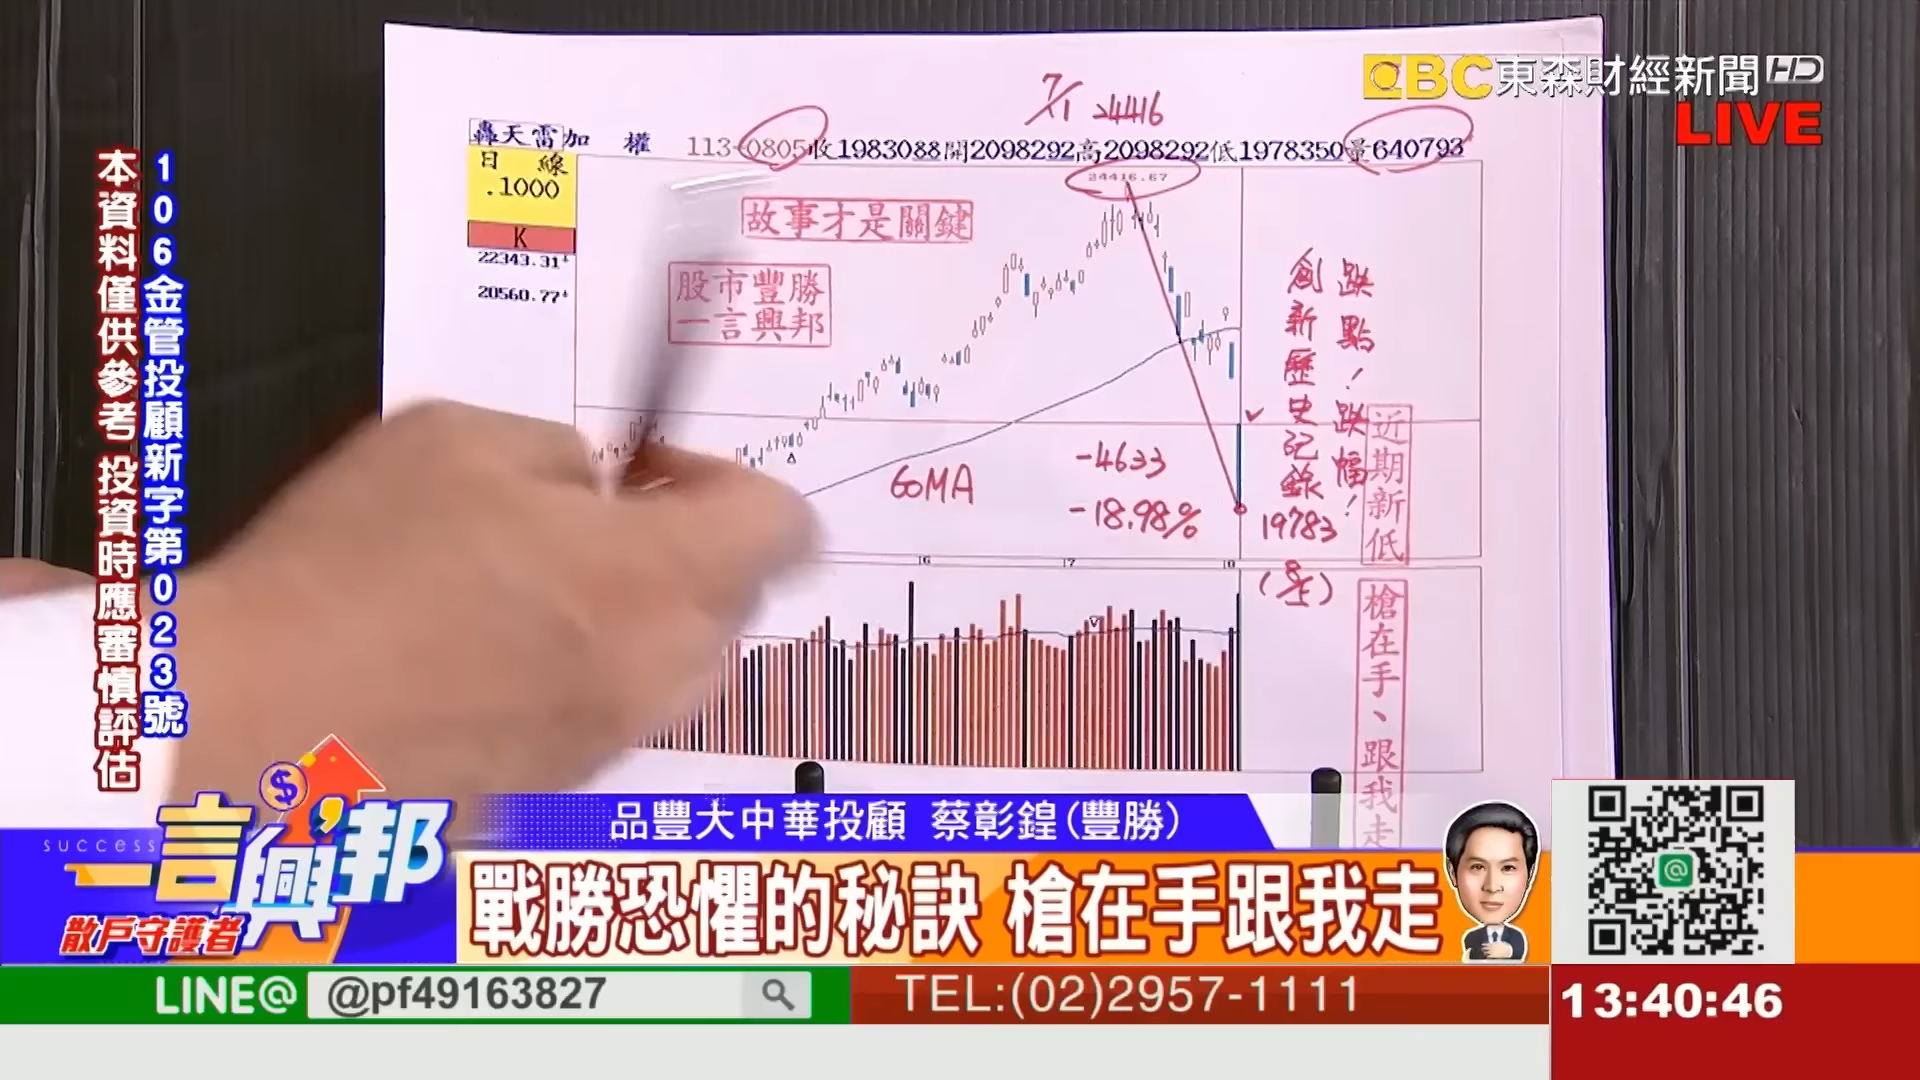 EBC東森財經新聞HD
LIVE
106金管投顧新字第023號
本資料僅供參考 投資時應審慎評估
7/1 24416
轟天雷加 權 113 0805收1983088開2098292高2098292低1978350量640793
日 線
.1000
K
22343.31
20560.77
24416.67
故事才是關鍵
股市豐勝
一言興邦
跌點！跌幅！
創新歷史記錄
60MA
-4633
-18.98%
19783
近期新低
6
7
8
槍在手、跟我走
品豐大中華投顧 蔡彰鍠(豐勝)
success
一言興邦
散戶守護者
戰勝恐懼的秘訣 槍在手跟我走
LINE@ @pf49163827
TEL:(02)2957-1111
13:40:46